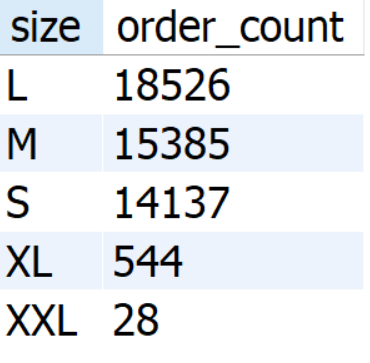 size order_count
L 18526
M 15385
S 14137
XL 544
XXL 28